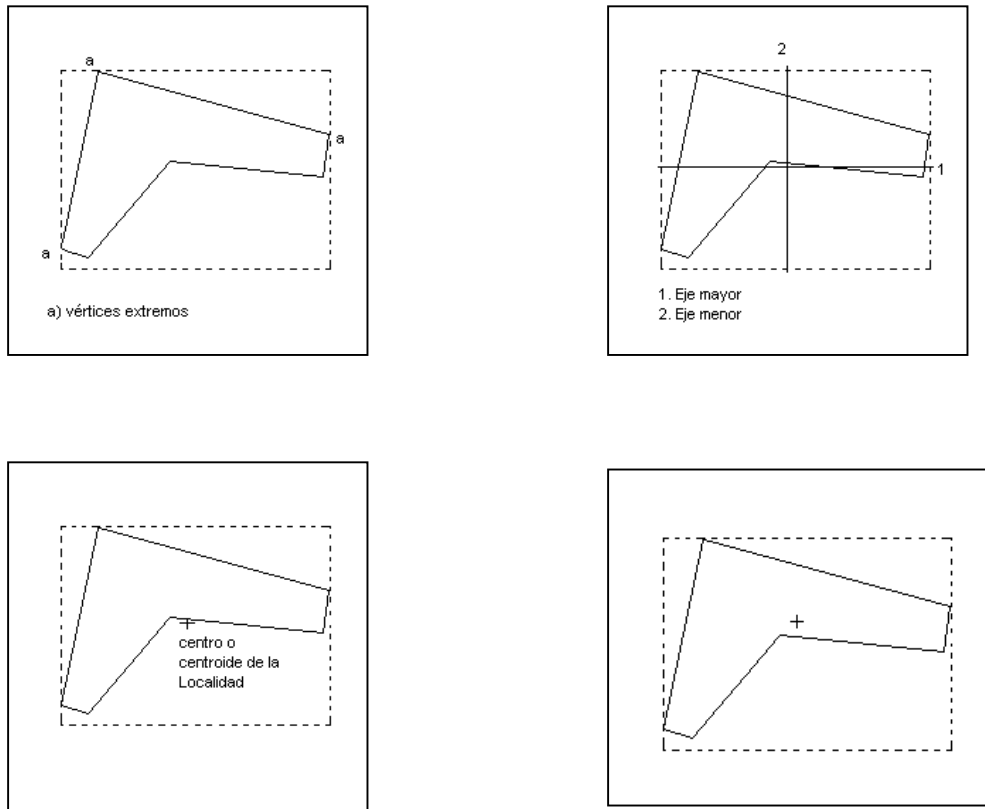 a
a
a
a) vértices extremos
2
1
1. Eje mayor
2. Eje menor
centro o
centroide de la
Localidad